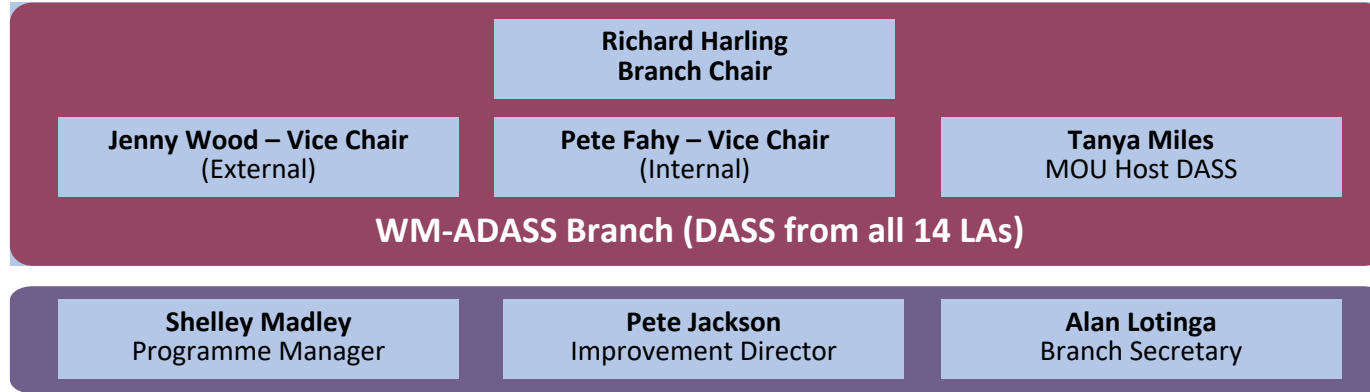 Richard Harling
Branch Chair
Jenny Wood – Vice Chair
(External)
Pete Fahy – Vice Chair
(Internal)
Tanya Miles
MOU Host DASS
WM-ADASS Branch (DASS from all 14 LAs)
Shelley Madley
Programme Manager
Pete Jackson
Improvement Director
Alan Lotinga
Branch Secretary